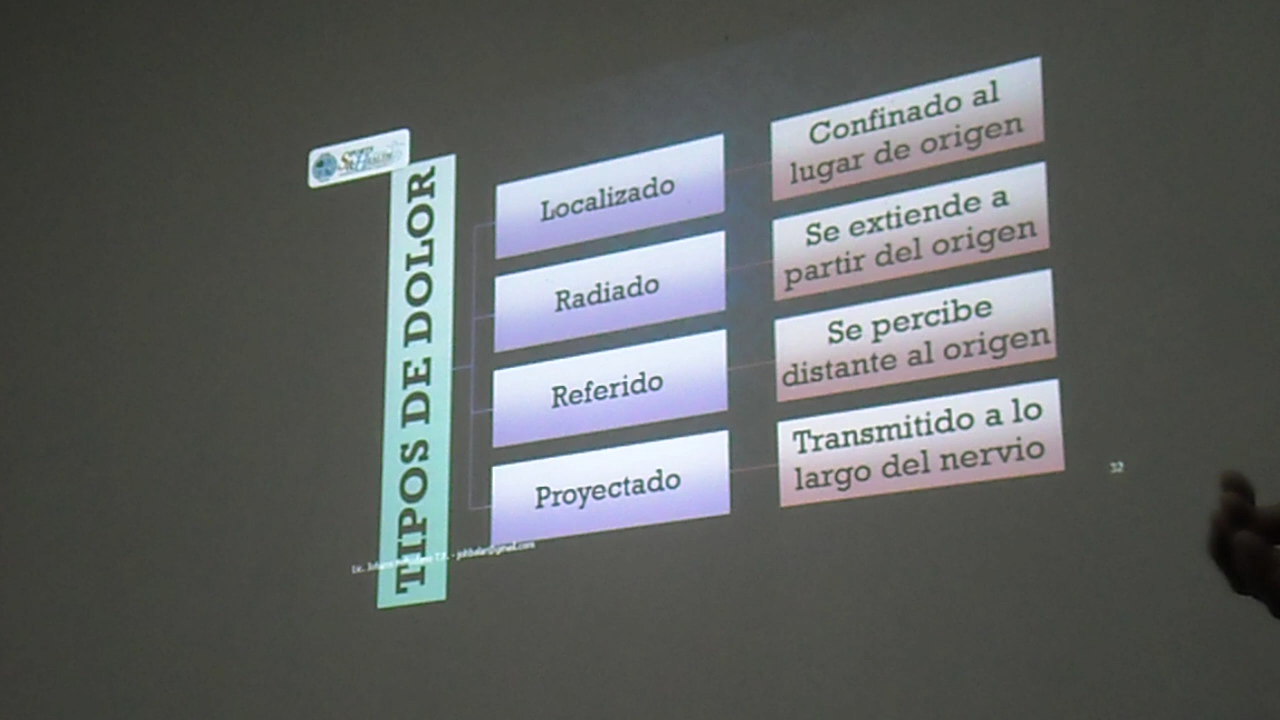 TIPOS DE DOLOR
Localizado
Confinado al
lugar de origen
Radiado
Se extiende a
partir del origen
Referido
Se percibe
distante al origen
Proyectado
Transmitido a lo
largo del nervio
32
Lic.